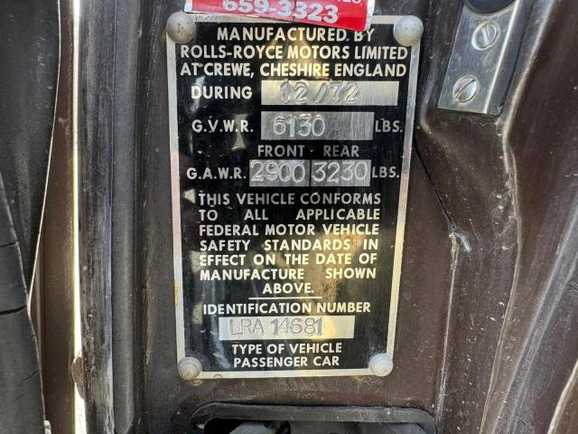 659-3323
MANUFACTURED BY
ROLLS-ROYCE MOTORS LIMITED
AT CREWE, CHESHIRE ENGLAND
DURING 12/72
G.V.W.R. 6130 LBS.
FRONT - REAR
G.A.W.R. 2900 3230 LBS.
THIS VEHICLE CONFORMS
TO ALL APPLICABLE
FEDERAL MOTOR VEHICLE
SAFETY STANDARDS IN
EFFECT ON THE DATE OF
MANUFACTURE SHOWN
ABOVE.
IDENTIFICATION NUMBER
LRA 14681
TYPE OF VEHICLE
PASSENGER CAR